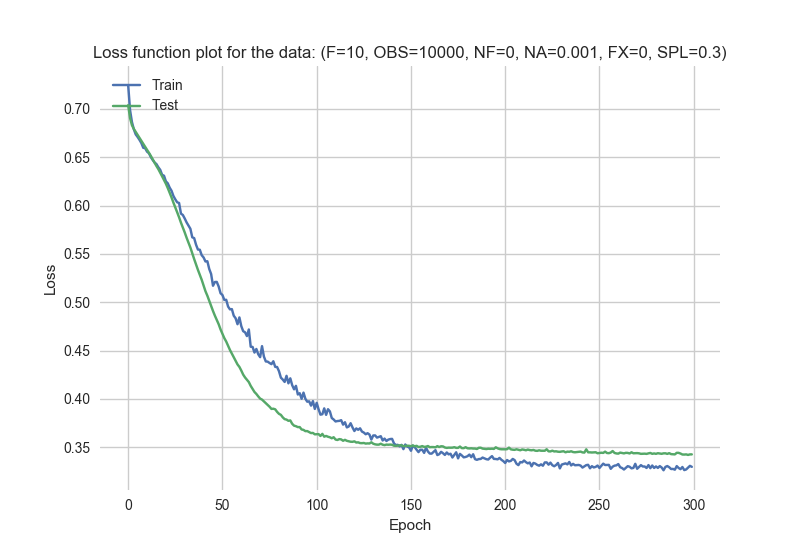 Loss function plot for the data: (F=10, OBS=10000, NF=0, NA=0.001, FX=0, SPL=0.3)
Train
Test
0.70
0.65
0.60
0.55
0.50
0.45
0.40
0.35
Loss
0 50 100 150 200 250 300
Epoch